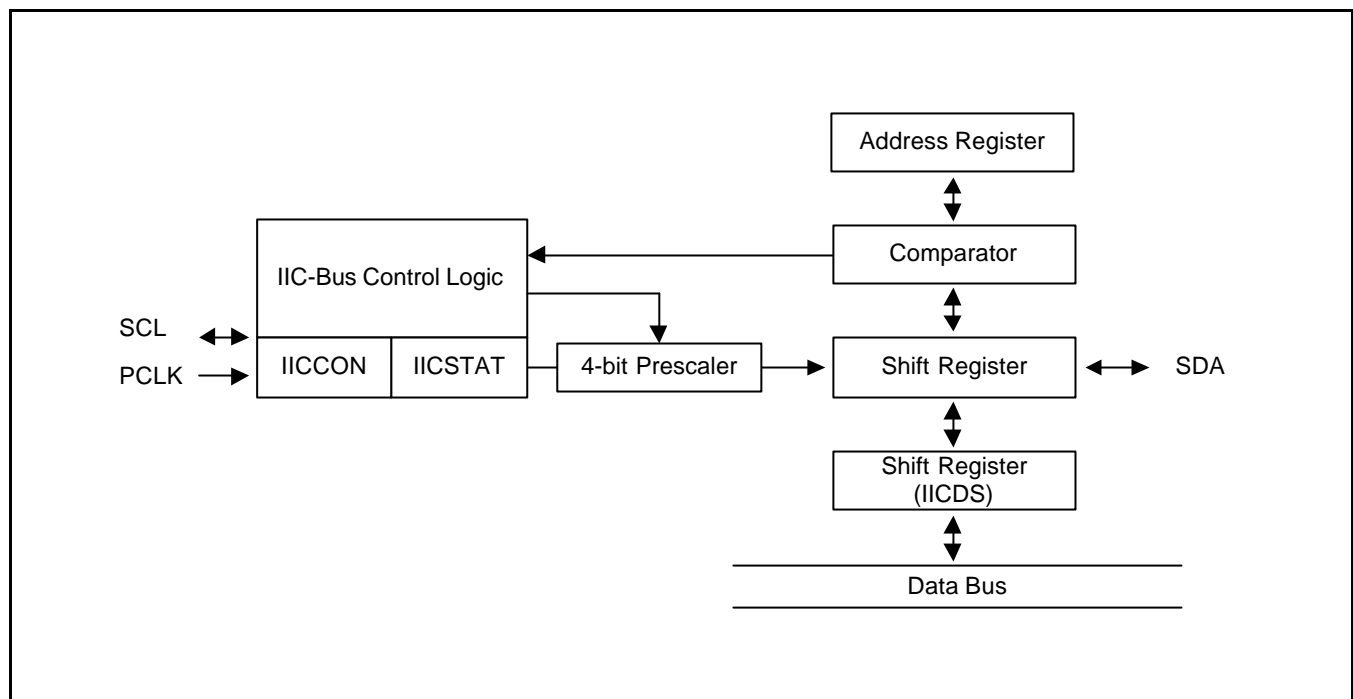 Address Register
Comparator
IIC-Bus Control Logic
SCL
PCLK
IICCON
IICSTAT
4-bit Prescaler
Shift Register
SDA
Shift Register
(IICDS)
Data Bus